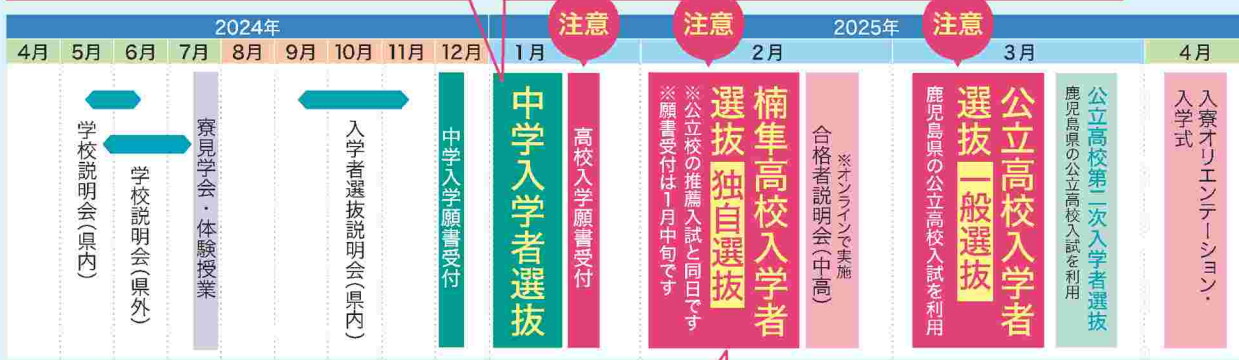 注意
注意
注意
2024年
2025年
4月
5月
6月
7月
8月
9月
10月
11月
12月
1月
2月
3月
4月
学校説明会(県内)
学校説明会(県外)
寮見学会・体験授業
入学者選抜説明会(県内)
中学入学願書受付
中学入学者選抜
高校入学願書受付
楠隼高校入学者
選抜 独自選抜
※公立校の推薦入試と同日です
※願書受付は1月中旬です
※オンラインで実施
合格者説明会(中高)
公立高校入学者
選抜 一般選抜
鹿児島県の公立高校入試を利用
公立高校第二次入学者選抜
鹿児島県の公立高校入試を利用
入寮オリエンテーション・
入学式